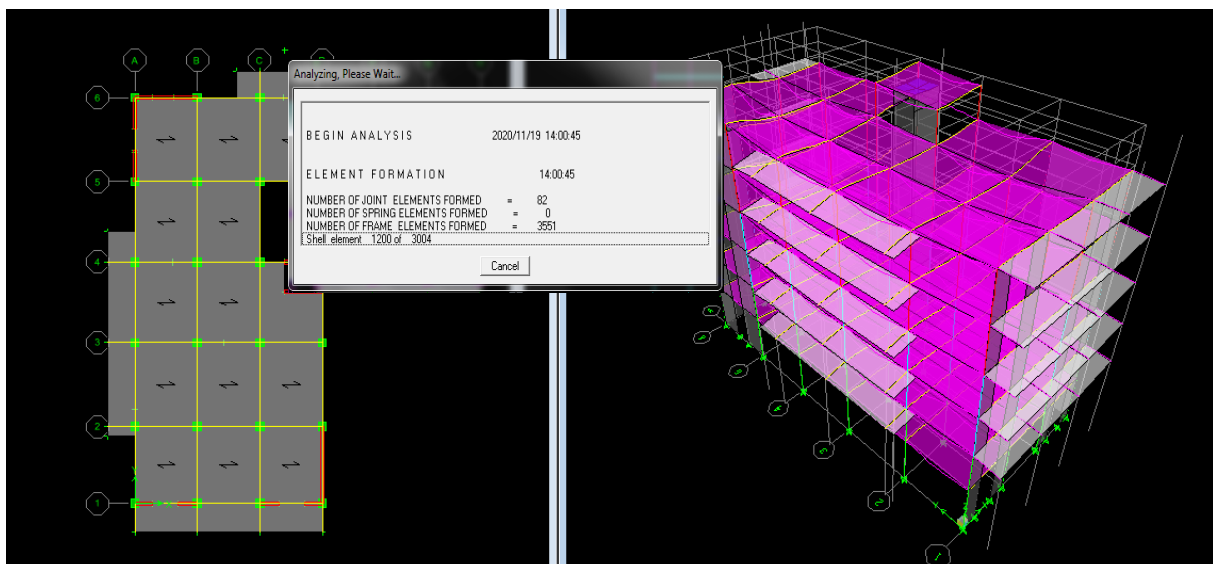 A B C D
Analyzing, Please Wait...
6
BEGIN ANALYSIS 2020/11/19 14:00:45
ELEMENT FORMATION 14:00:45
5
NUMBER OF JOINT ELEMENTS FORMED = 82
NUMBER OF SPRING ELEMENTS FORMED = 0
NUMBER OF FRAME ELEMENTS FORMED = 3551
Shell element 1200 of 3004
4
Cancel
3
2
1
X